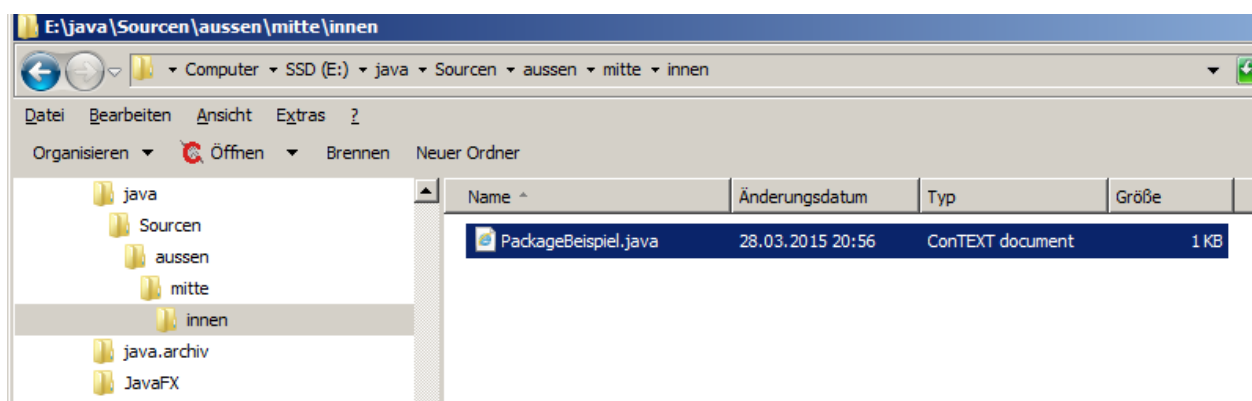 E:\java\Sourcen\aussen\mitte\innen
Computer SSD (E:) java Sourcen aussen mitte innen
Datei Bearbeiten Ansicht Extras ?
Organisieren Öffnen Brennen Neuer Ordner
java
Sourcen
aussen
mitte
innen
java.archiv
JavaFX
Name Änderungsdatum Typ Größe
PackageBeispiel.java 28.03.2015 20:56 ConTEXT document 1 KB